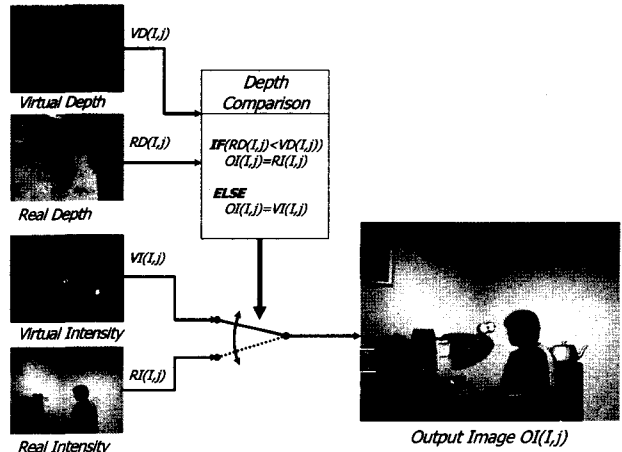 VD(I,j)
Virtual Depth
RD(I,j)
Real Depth
Depth
Comparison
IF(RD(I,j)<VD(I,j))
OI(I,j)=RI(I,j)
ELSE
OI(I,j)=VI(I,j)
VI(I,j)
Virtual Intensity
RI(I,j)
Real Intensity
Output Image OI(I,j)